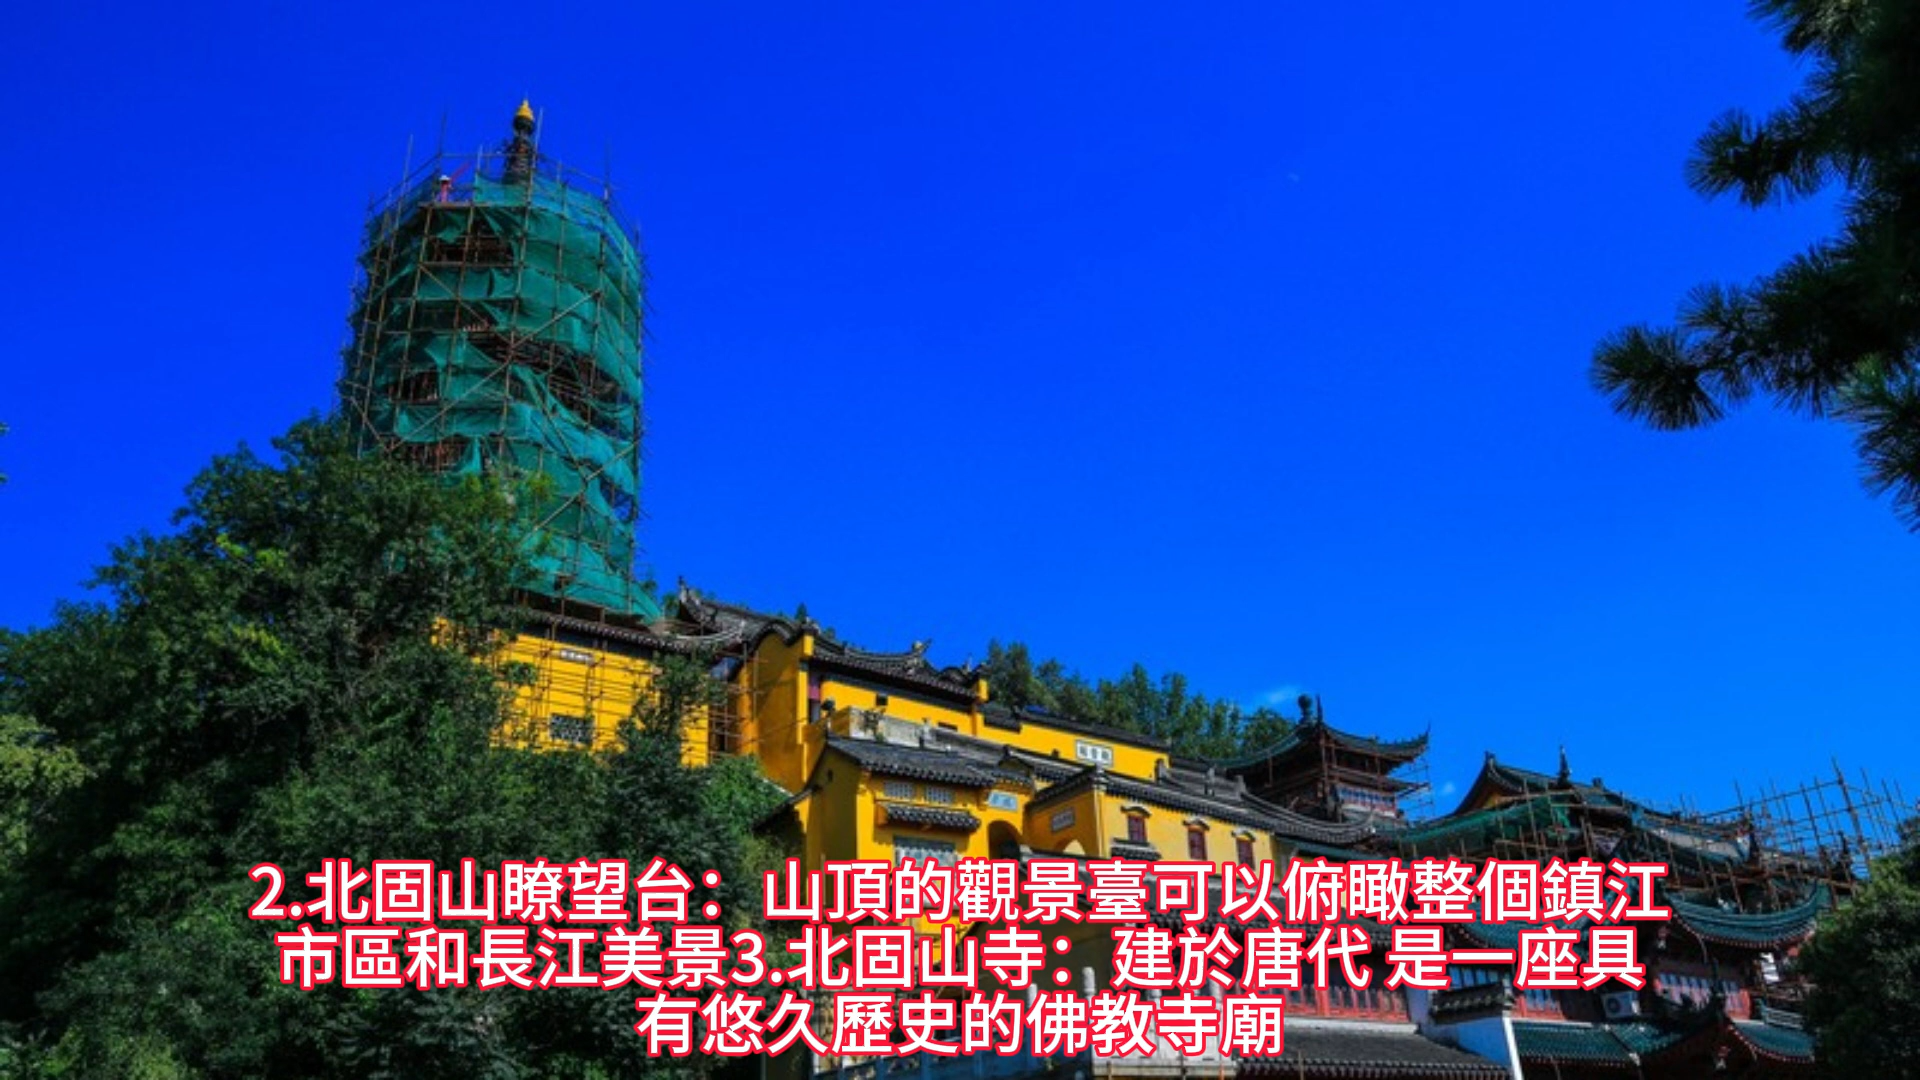 2.北固山瞭望台：山頂的觀景臺可以俯瞰整個鎮江
市區和長江美景3.北固山寺：建於唐代 是一座具
有悠久歷史的佛教寺廟